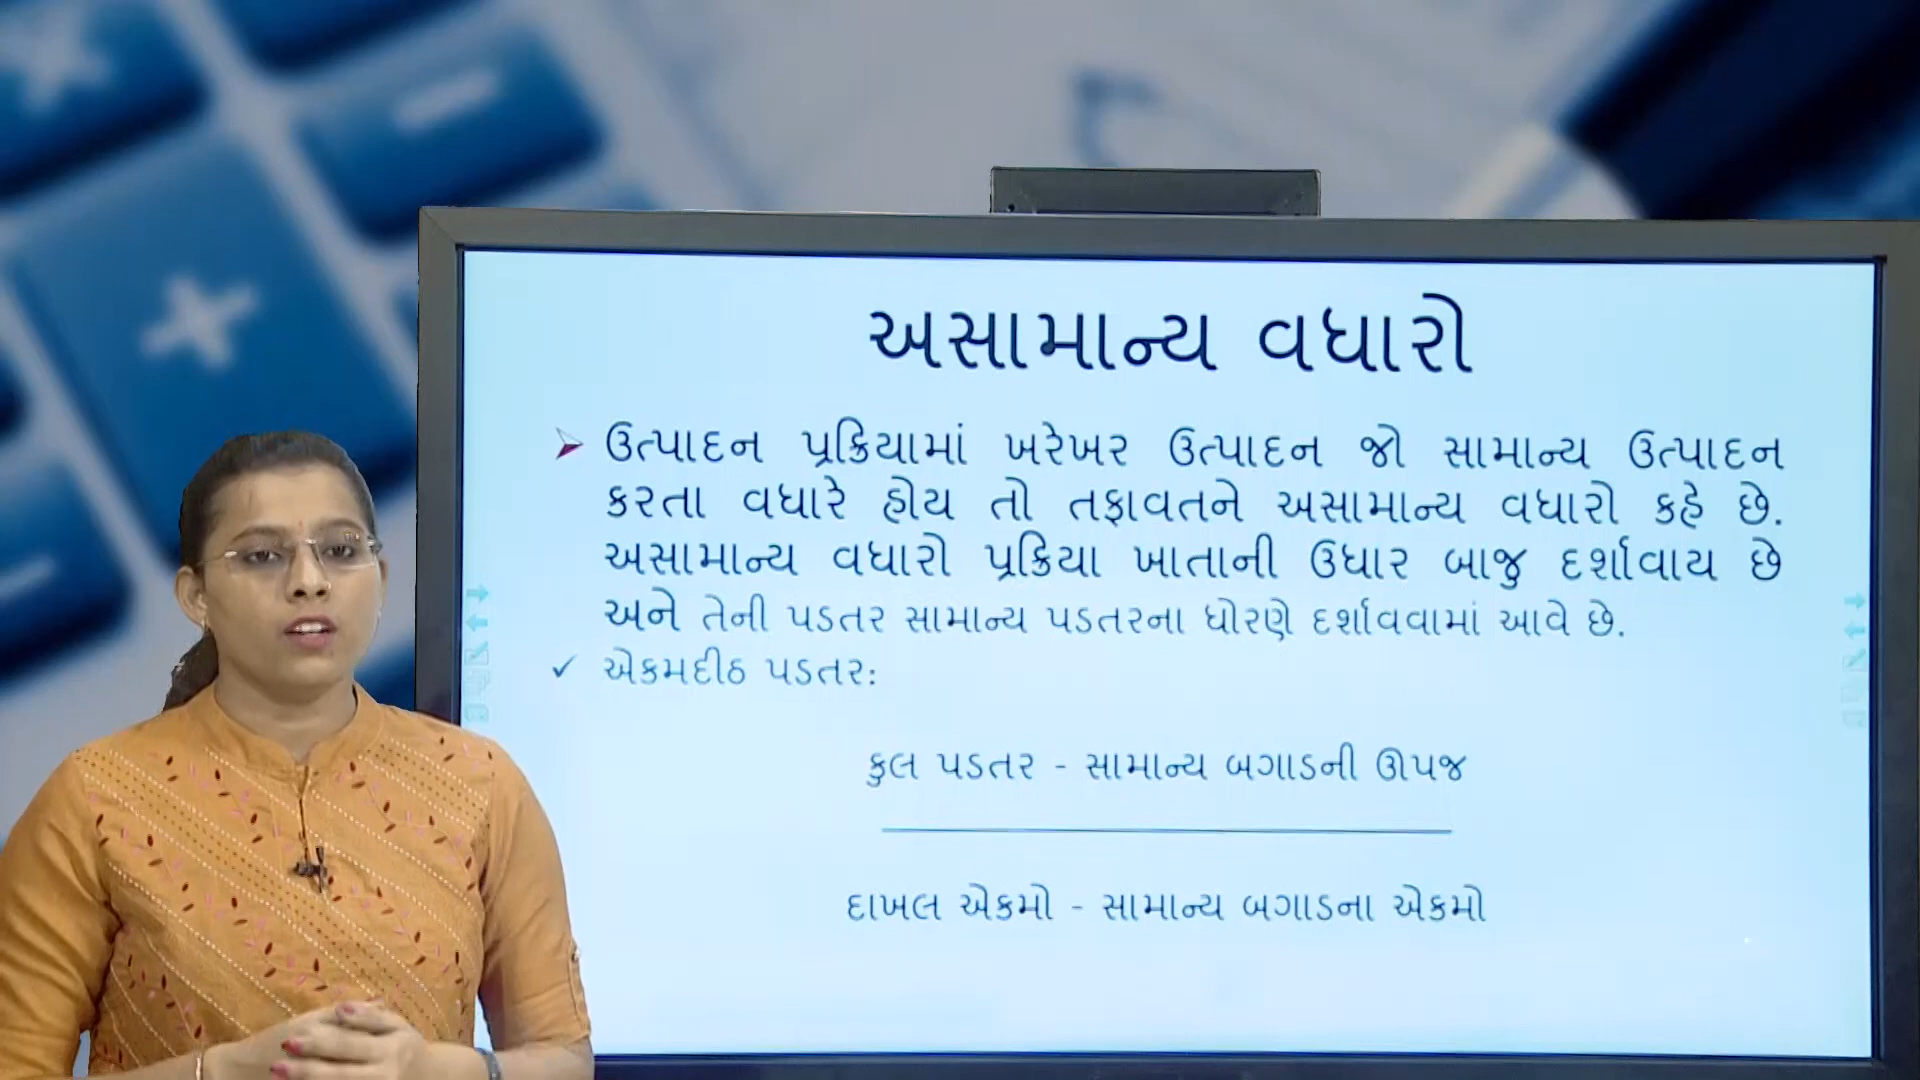 અસામાન્ય વધારો
➢ ઉત્પાદન પ્રક્રિયામાં ખરેખર ઉત્પાદન જો સામાન્ય ઉત્પાદન
કરતા વધારે હોય તો તફાવતને અસામાન્ય વધારો કહે છે.
અસામાન્ય વધારો પ્રક્રિયા ખાતાની ઉધાર બાજુ દર્શાવાય છે
અને તેની પડતર સામાન્ય પડતરના ધોરણે દર્શાવવામાં આવે છે.
✓ એકમદીઠ પડતર:
કુલ પડતર - સામાન્ય બગાડની ઊપજ
દાખલ એકમો - સામાન્ય બગાડના એકમો